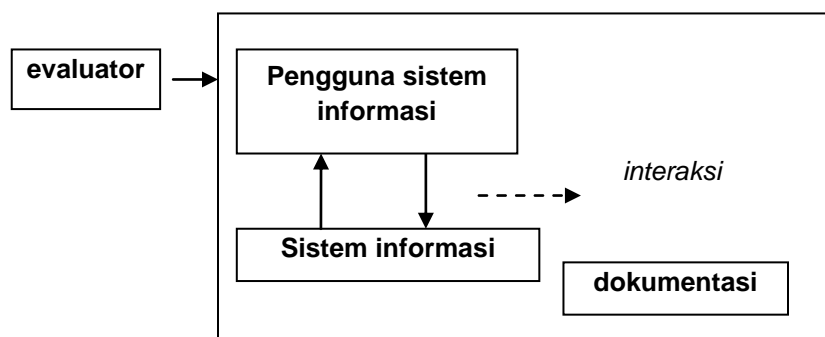 evaluator
Pengguna sistem
informasi
interaksi
Sistem informasi
dokumentasi